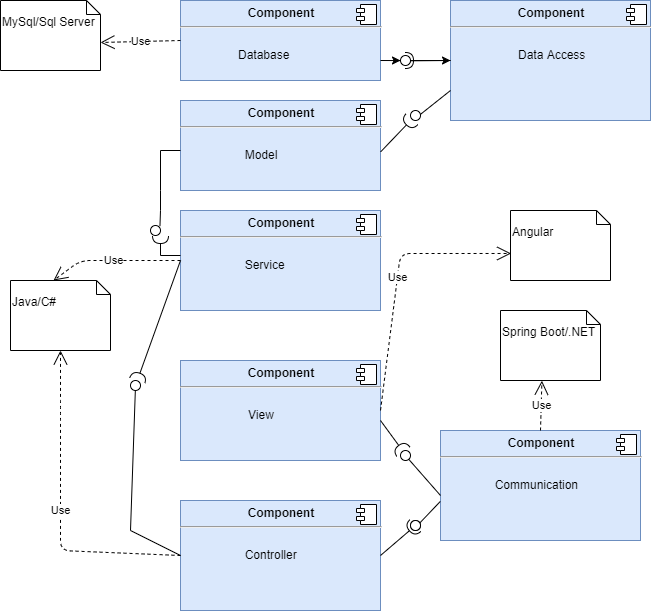 MySql/Sql Server
Use
Component
Database
Component
Data Access
Component
Model
Component
Service
Use
Java/C#
Angular
Use
Spring Boot/.NET
Use
Component
View
Component
Communication
Use
Component
Controller